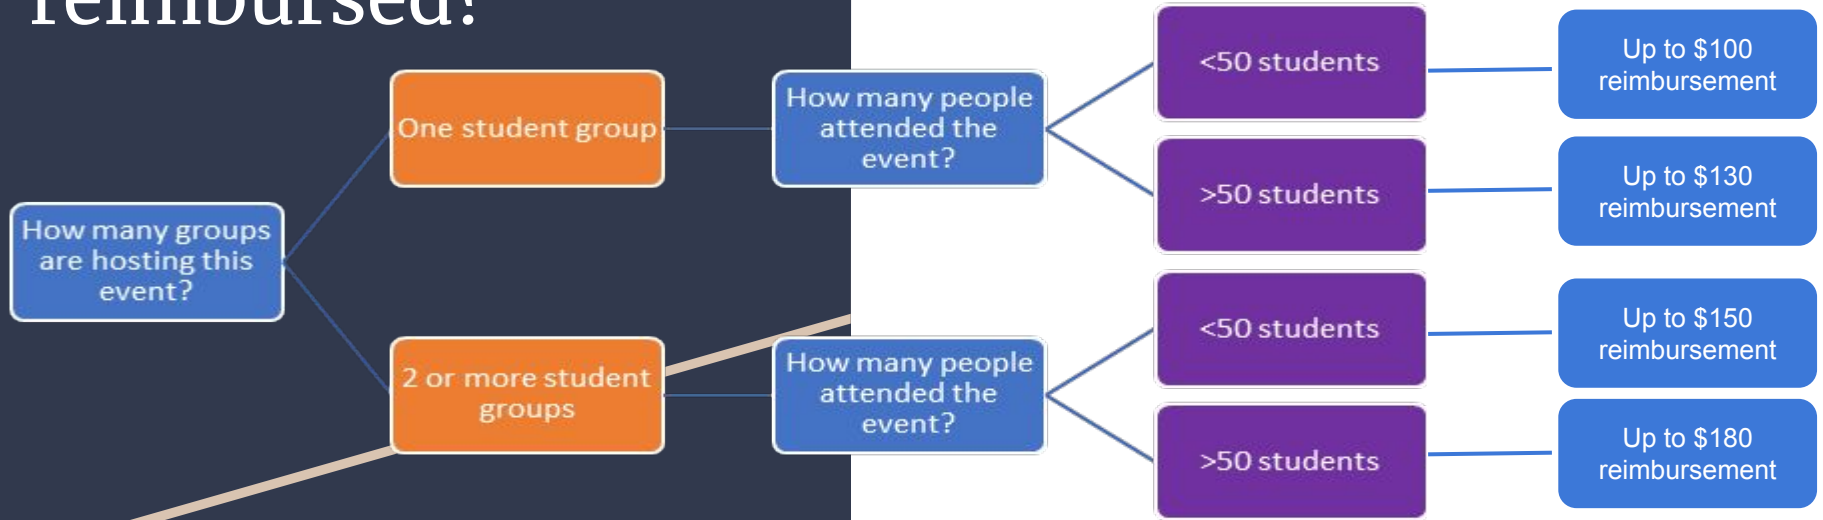 reimbursed?
How many groups
are hosting this
event?
One student group
How many people
attended the
event?
<50 students
Up to $100
reimbursement
>50 students
Up to $130
reimbursement
2 or more student
groups
How many people
attended the
event?
<50 students
Up to $150
reimbursement
>50 students
Up to $180
reimbursement